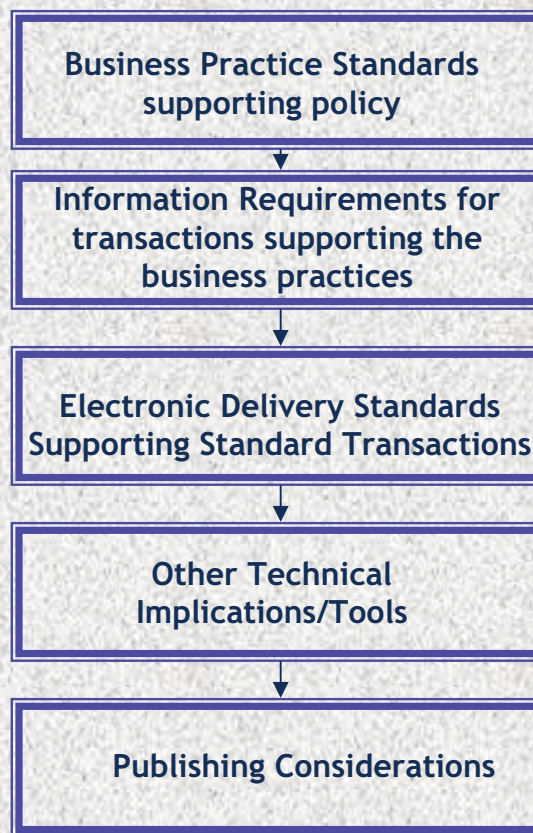 Business Practice Standards
supporting policy
Information Requirements for
transactions supporting the
business practices
Electronic Delivery Standards
Supporting Standard Transactions
Other Technical
Implications/Tools
Publishing Considerations